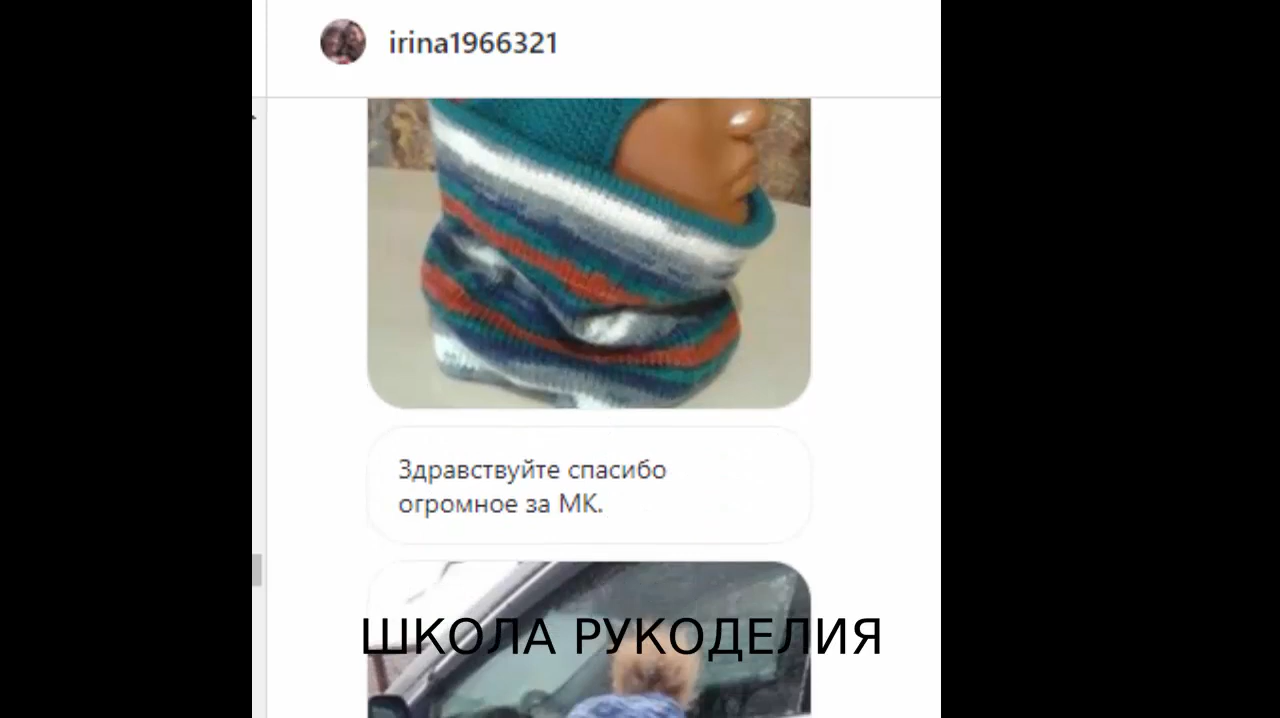 irina1966321
Здравствуйте спасибо
огромное за МК.
ШКОЛА РУКОДЕЛИЯ